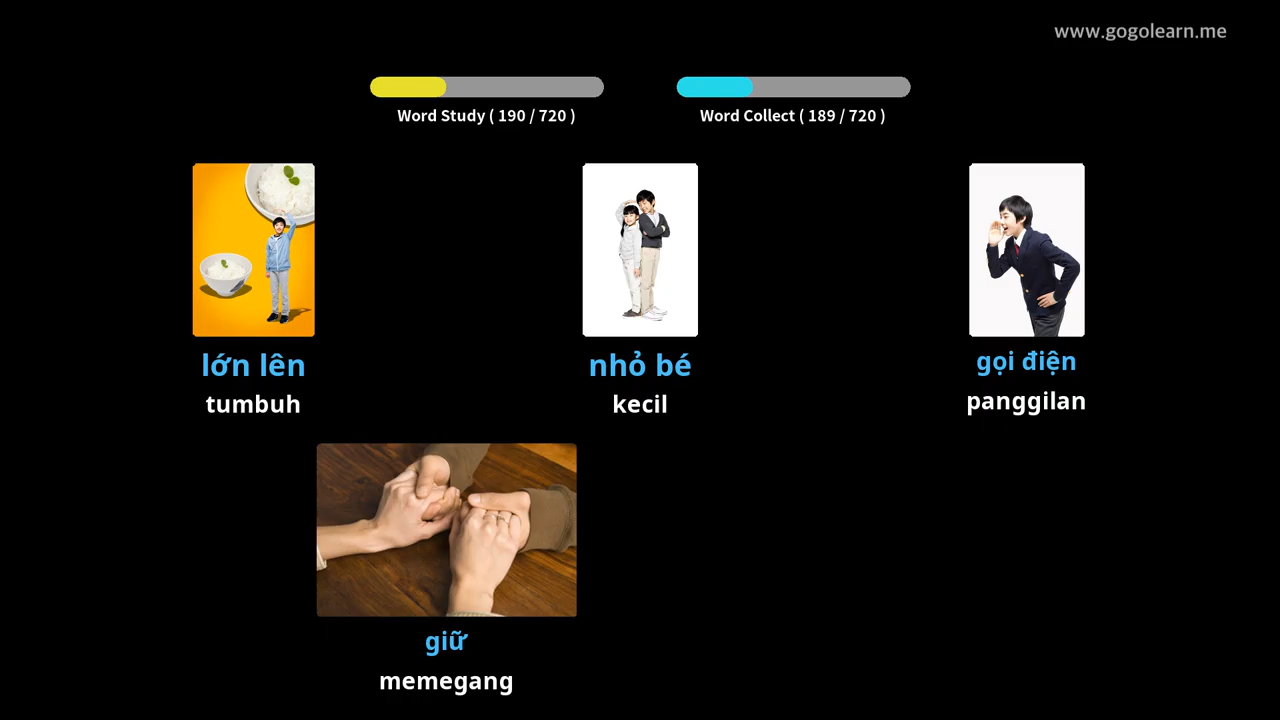 www.gogolearn.me
Word Study ( 190 / 720 )
Word Collect ( 189 / 720 )
lớn lên
tumbuh
nhỏ bé
kecil
gọi điện
panggilan
giữ
memegang